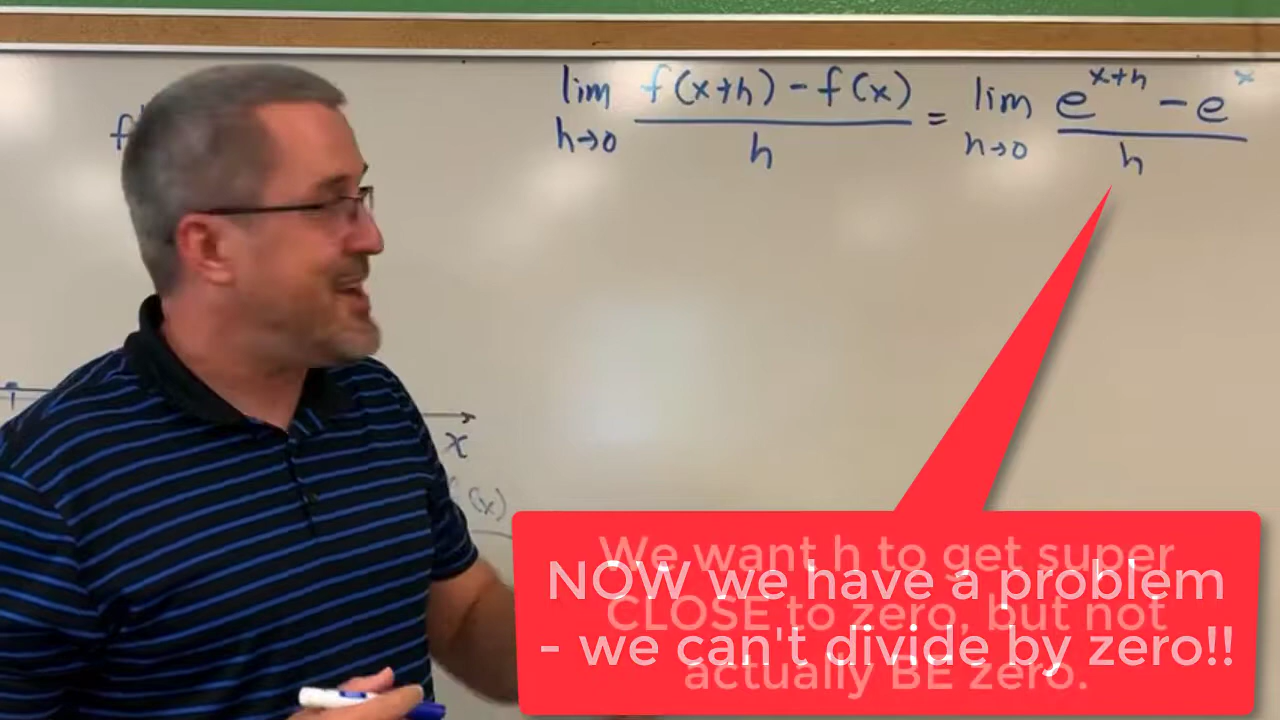 lim f(x+h) - f(x) = lim e^{x+h} - e^x
h→0 h h→0 h
f
x
(x)
We want h to get super
CLOSE to zero, but not
actually BE zero.
NOW we have a problem
- we can't divide by zero!!